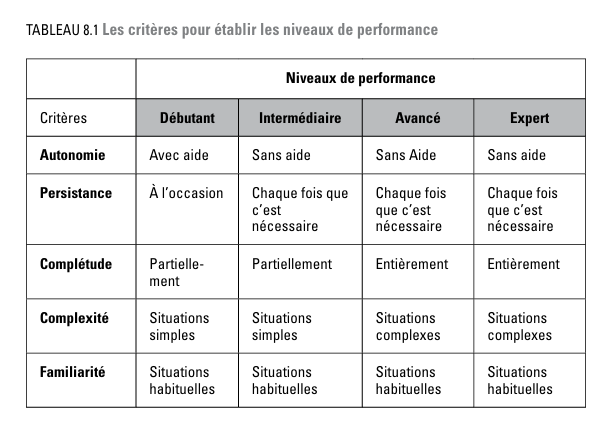 TABLEAU 8.1 Les critères pour établir les niveaux de performance
Niveaux de performance
Critères Débutant Intermédiaire Avancé Expert
Autonomie Avec aide Sans aide Sans Aide Sans aide
Persistance À l'occasion Chaque fois que Chaque fois Chaque fois
c'est que c'est que c'est
nécessaire nécessaire nécessaire
Complétude Partielle- Partiellement Entièrement Entièrement
ment
Complexité Situations Situations Situations Situations
simples simples complexes complexes
Familiarité Situations Situations Situations Situations
habituelles habituelles habituelles habituelles